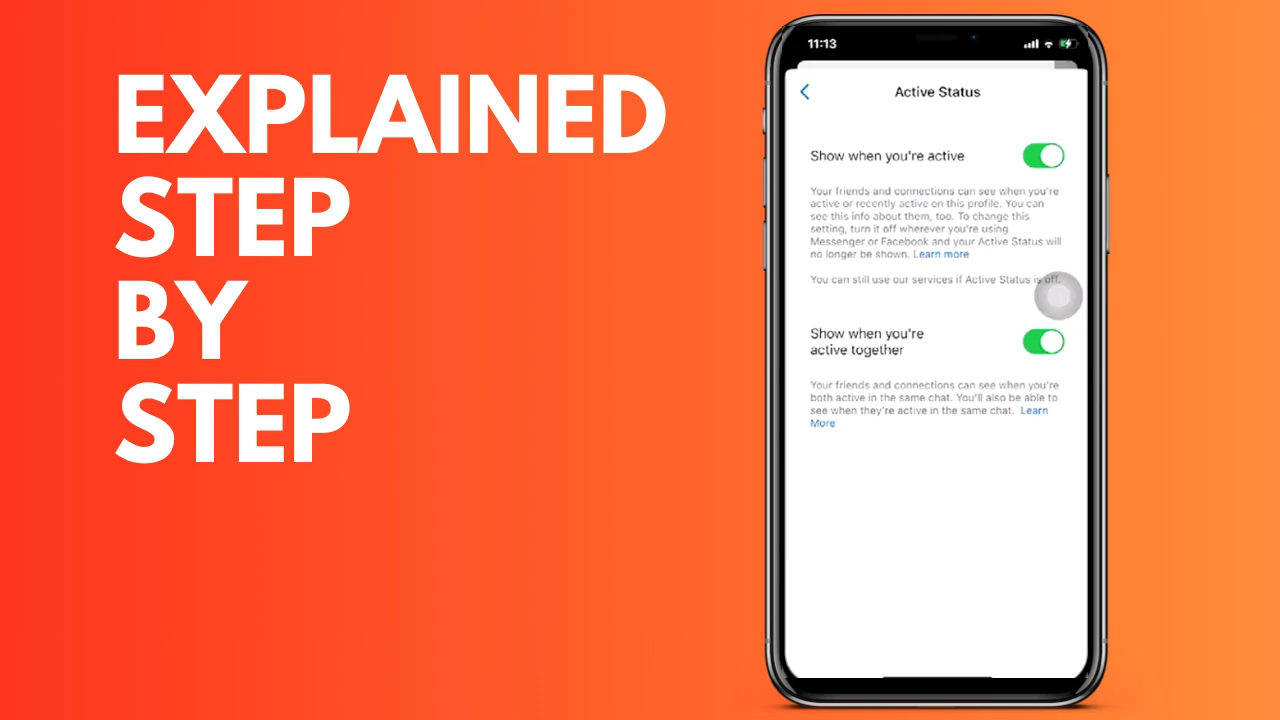 EXPLAINED
STEP
BY
STEP
11:13
Active Status
Show when you're active
Your friends and connections can see when you're
active or recently active on this profile. You can
see this info about them, too. To change this
setting, turn it off wherever you're using
Messenger or Facebook and your Active Status will
no longer be shown. Learn more
You can still use our services if Active Status is off.
Show when you're
active together
Your friends and connections can see when you're
both active in the same chat. You'll also be able to
see when they're active in the same chat. Learn
More